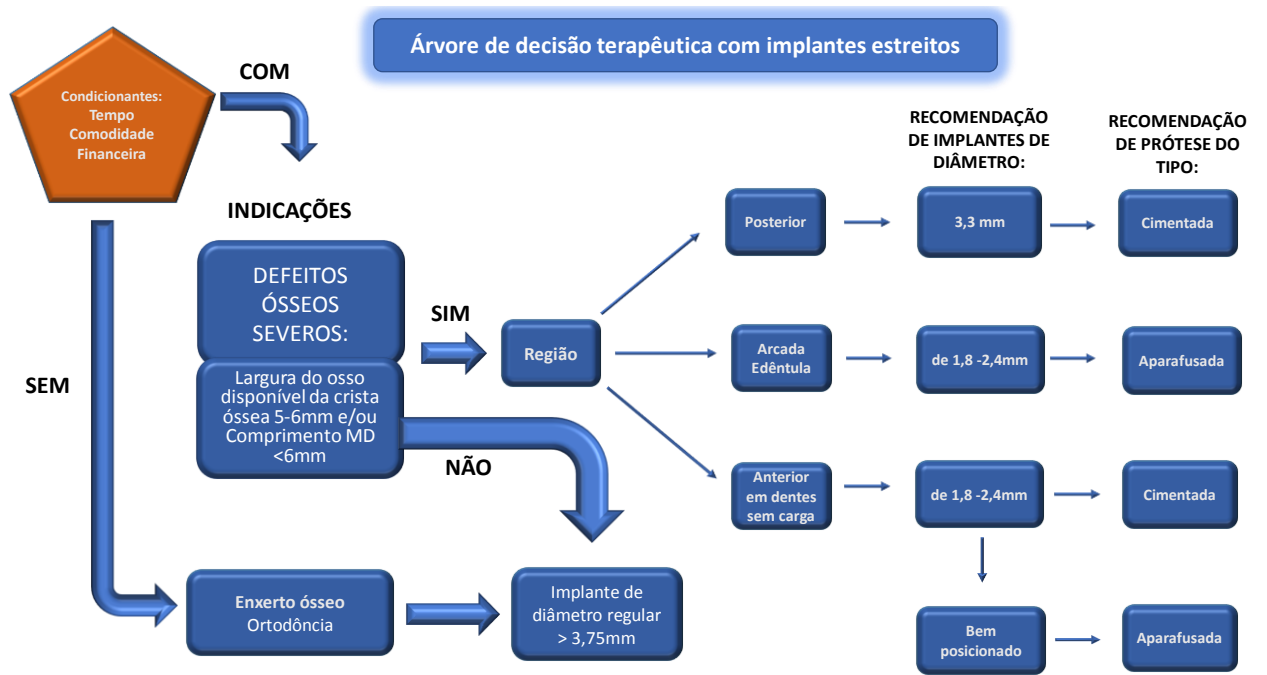 Árvore de decisão terapêutica com implantes estreitos
Condicionantes:
Tempo
Comodidade
Financeira
COM
SEM
INDICAÇÕES
DEFEITOS
ÓSSEOS
SEVEROS:
Largura do osso
disponível da crista
óssea 5-6mm e/ou
Comprimento MD
<6mm
SIM
NÃO
Região
Enxerto ósseo
Ortodôncia
Implante de
diâmetro regular
> 3,75mm
RECOMENDAÇÃO
DE IMPLANTES DE
DIÂMETRO:
RECOMENDAÇÃO
DE PRÓTESE DO
TIPO:
Posterior
3,3 mm
Cimentada
Arcada
Edêntula
de 1,8 -2,4mm
Aparafusada
Anterior
em dentes
sem carga
de 1,8 -2,4mm
Cimentada
Bem
posicionado
Aparafusada